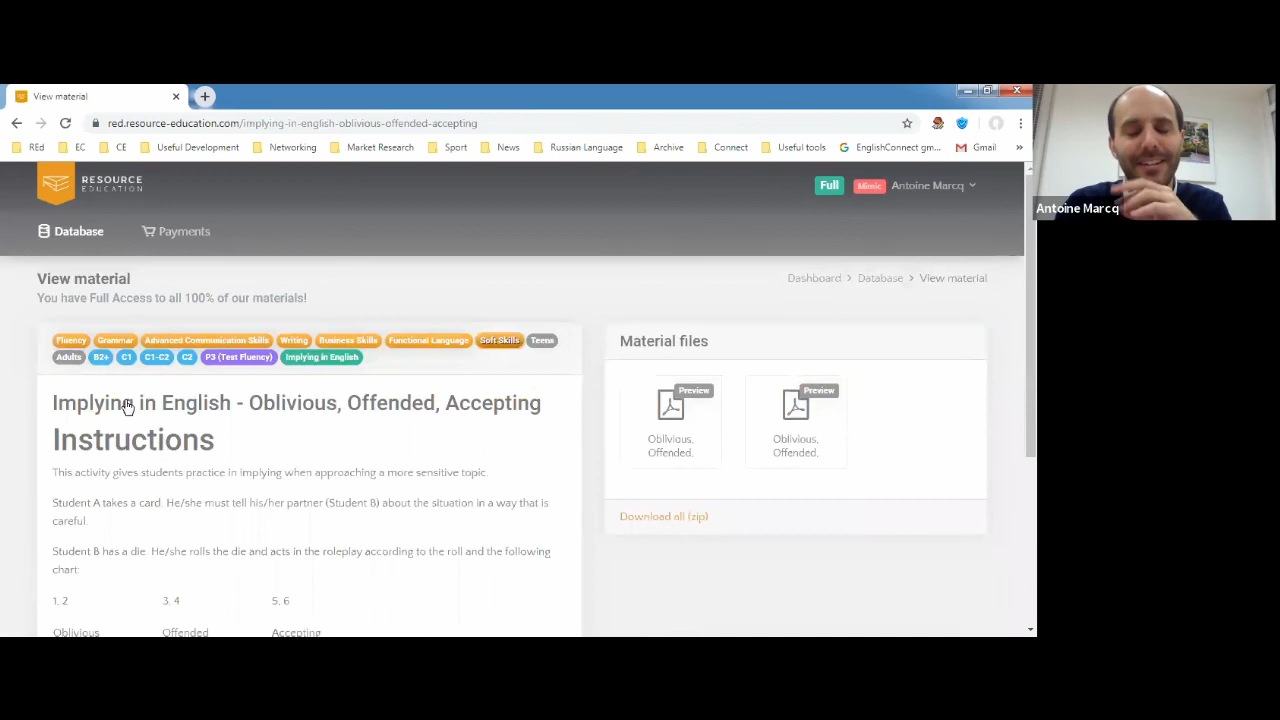 View material
red.resource-education.com/implying-in-english-oblivious-offended-accepting
REd EC CE Useful Development Networking Market Research Sport News Russian Language Archive Connect Useful tools EnglishConnect gm... Gmail »
RESOURCE
EDUCATION
Full Mimic Antoine Marcq
Database Payments
View material
You have Full Access to all 100% of our materials!
Dashboard > Database > View material
Fluency Grammar Advanced Communication Skills Writing Business Skills Functional Language Soft Skills Teens
Adults B2+ C1 C1-C2 C2 P3 (Test Fluency) Implying in English
Implying in English - Oblivious, Offended, Accepting
Instructions
This activity gives students practice in implying when approaching a more sensitive topic.
Student A takes a card. He/she must tell his/her partner (Student B) about the situation in a way that is
careful.
Student B has a die. He/she rolls the die and acts in the roleplay according to the roll and the following
chart:
1, 2 3, 4 5, 6
Oblivious Offended Accepting
Material files
Preview Preview
Oblivious, Oblivious,
Offended, Offended,
Download all (zip)
Antoine Marcq